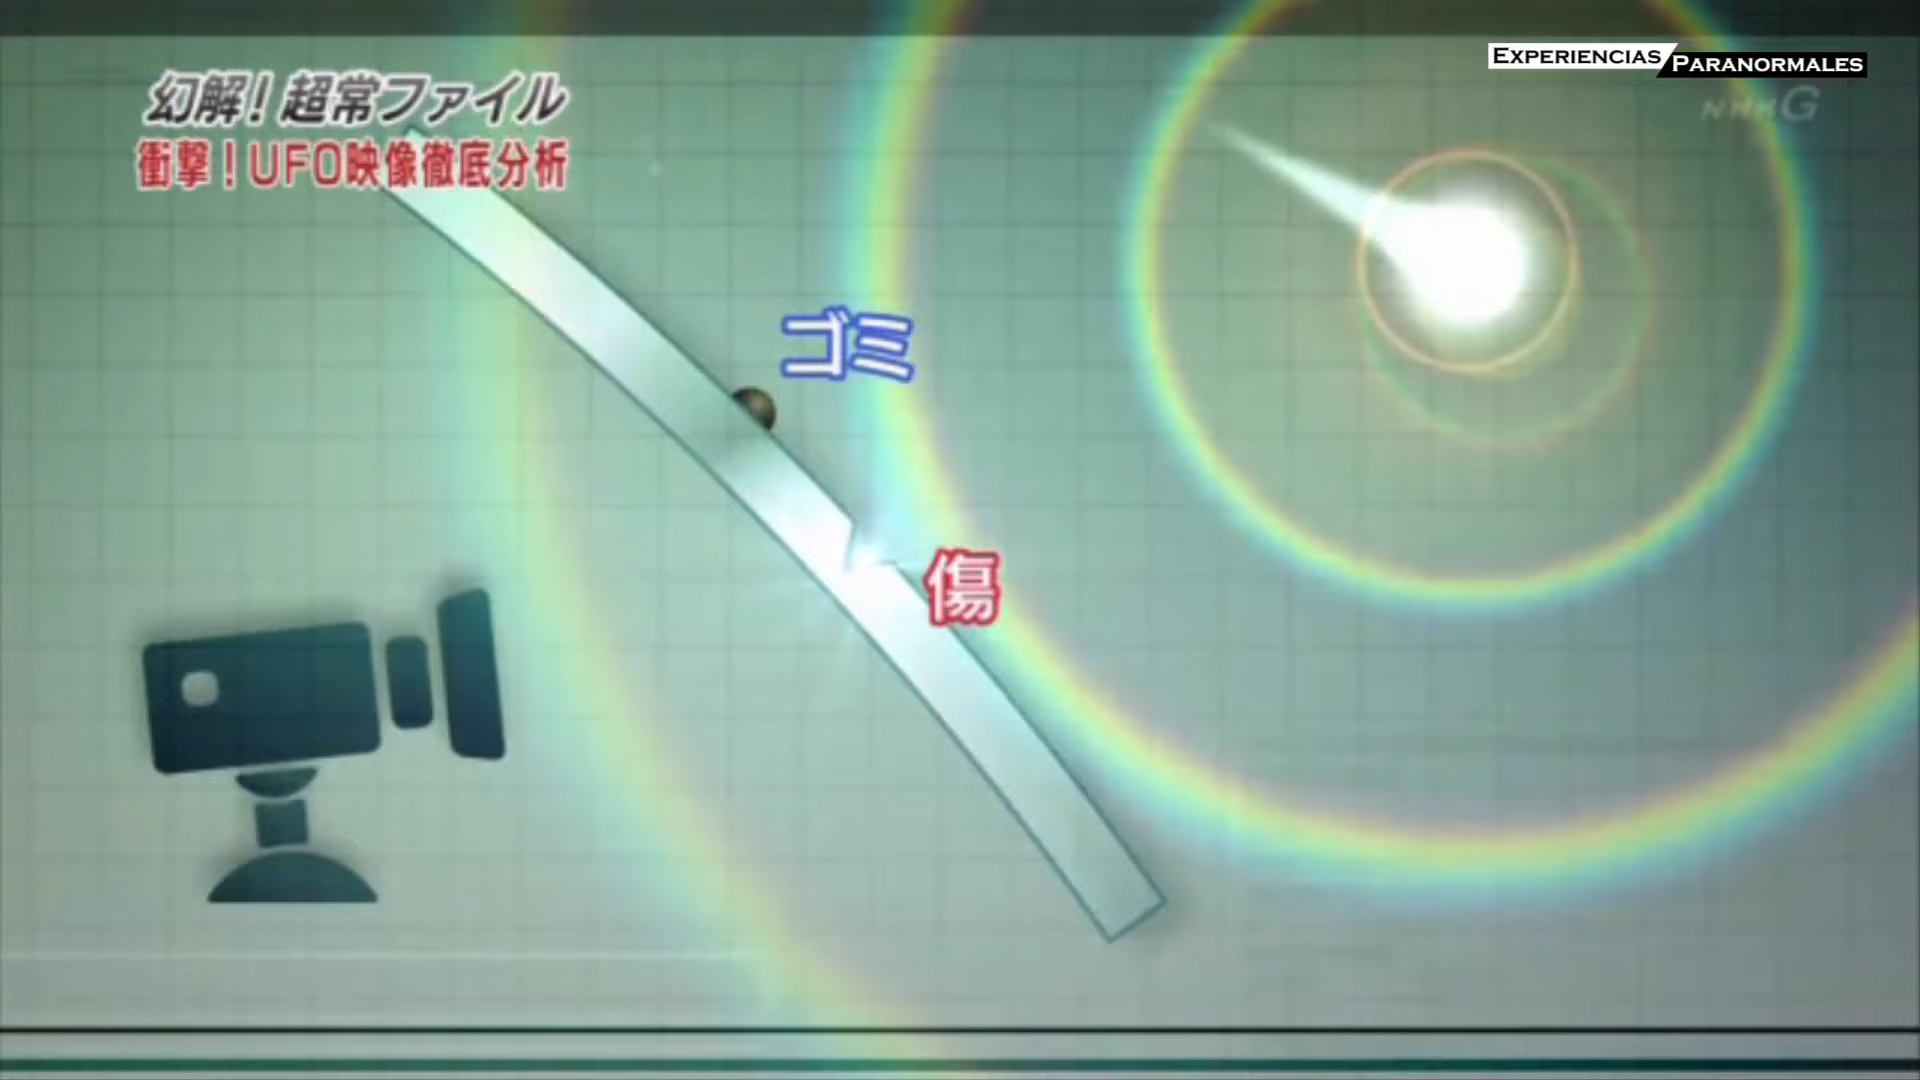 幻解！超常ファイル
衝撃！UFO映像徹底分析
EXPERIENCIAS PARANORMALES
NHK G
ゴミ
傷